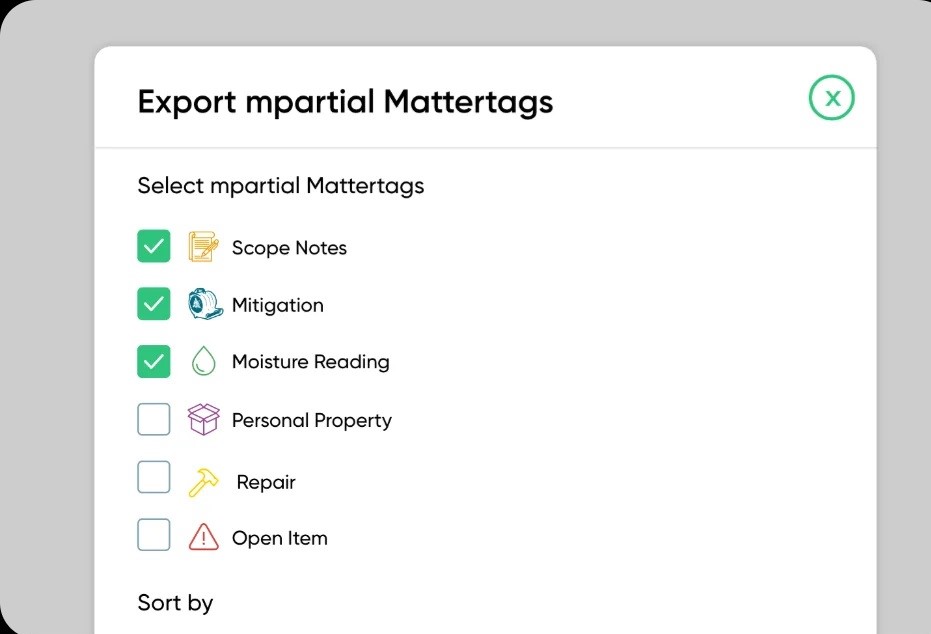 Export mpartial Mattertags
X
Select mpartial Mattertags
Scope Notes
Mitigation
Moisture Reading
Personal Property
Repair
Open Item
Sort by